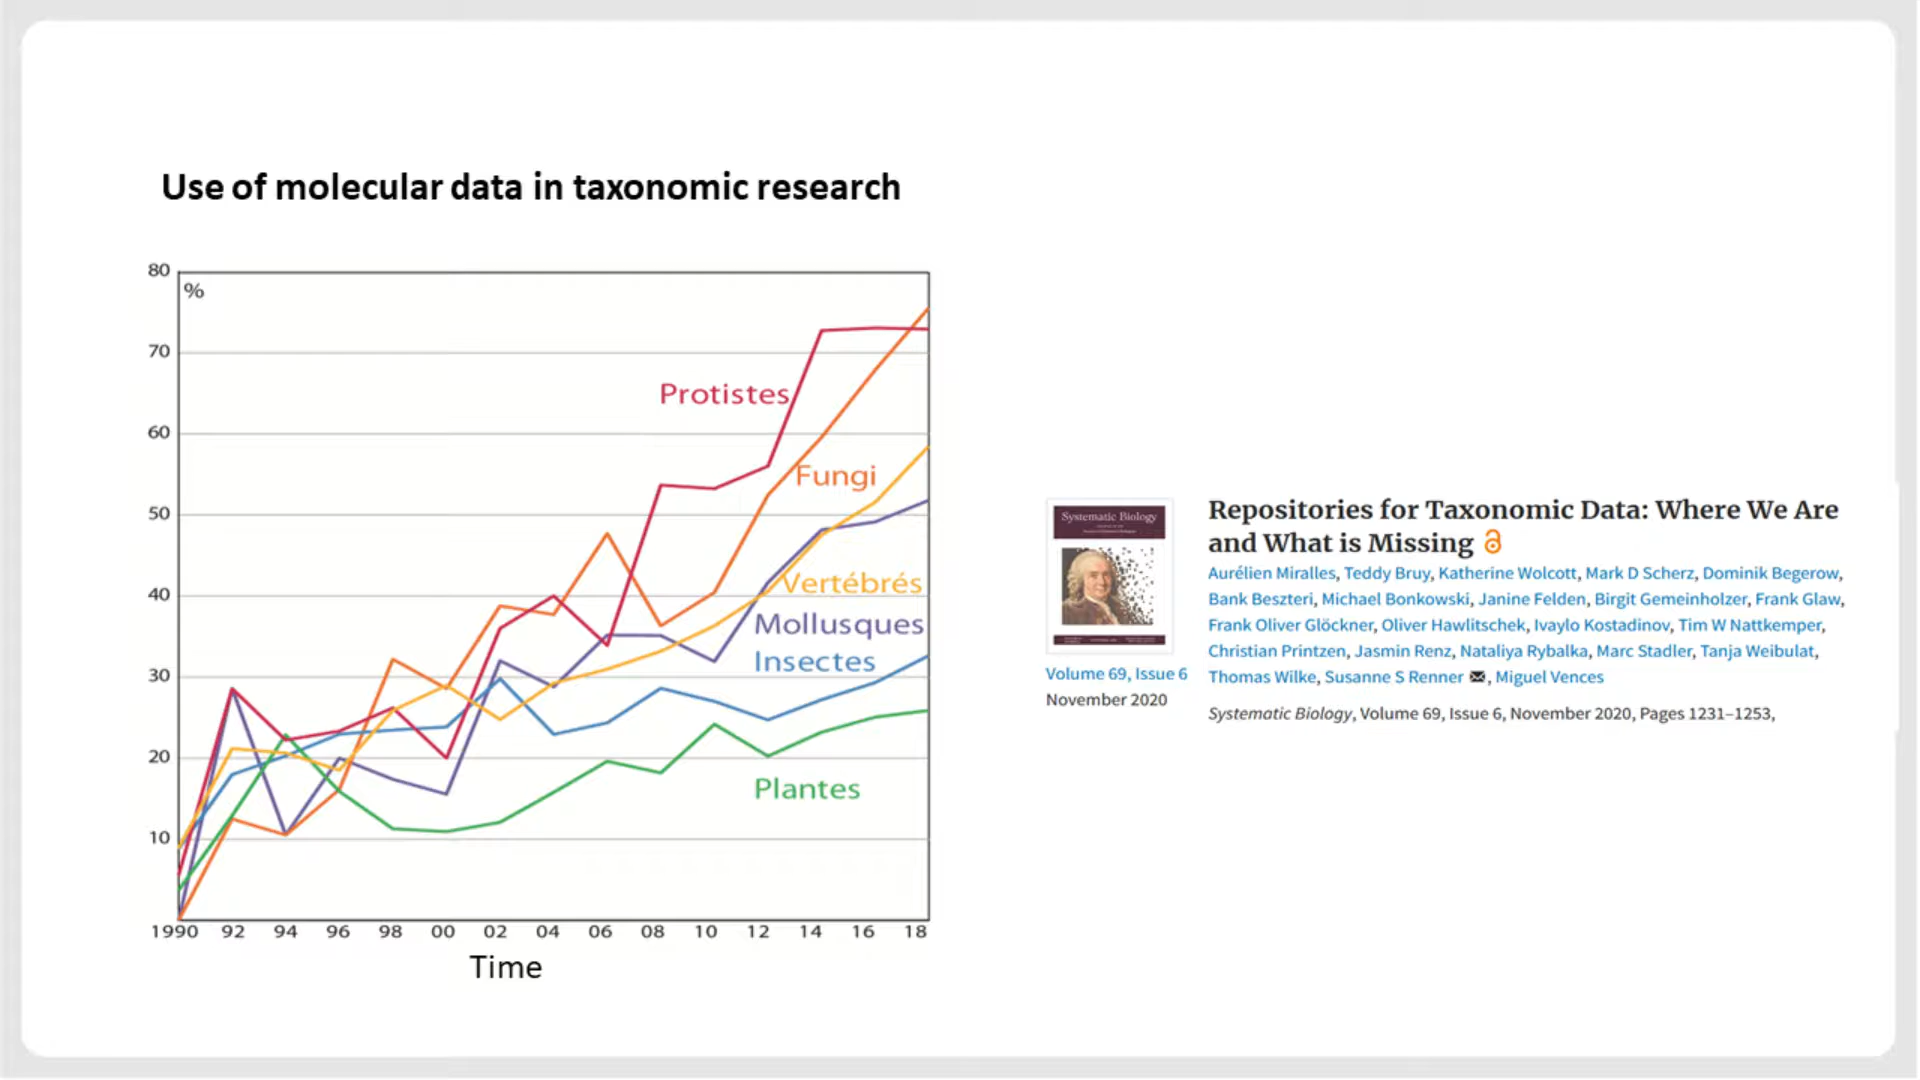 Use of molecular data in taxonomic research
80
%
70
60
50
40
30
20
10
Protistes
Fungi
Vertébrés
Mollusques
Insectes
Plantes
1990 92 94 96 98 00 02 04 06 08 10 12 14 16 18
Time
Systematic Biology
Volume 69, Issue 6
November 2020
Repositories for Taxonomic Data: Where We Are
and What is Missing
Aurélien Miralles, Teddy Bruy, Katherine Wolcott, Mark D Scherz, Dominik Begerow,
Bank Beszteri, Michael Bonkowski, Janine Felden, Birgit Gemeinholzer, Frank Glaw,
Frank Oliver Glöckner, Oliver Hawlitschek, Ivaylo Kostadinov, Tim W Nattkemper,
Christian Printzen, Jasmin Renz, Nataliya Rybalka, Marc Stadler, Tanja Weibulat,
Thomas Wilke, Susanne S Renner, Miguel Vences
Systematic Biology, Volume 69, Issue 6, November 2020, Pages 1231–1253,